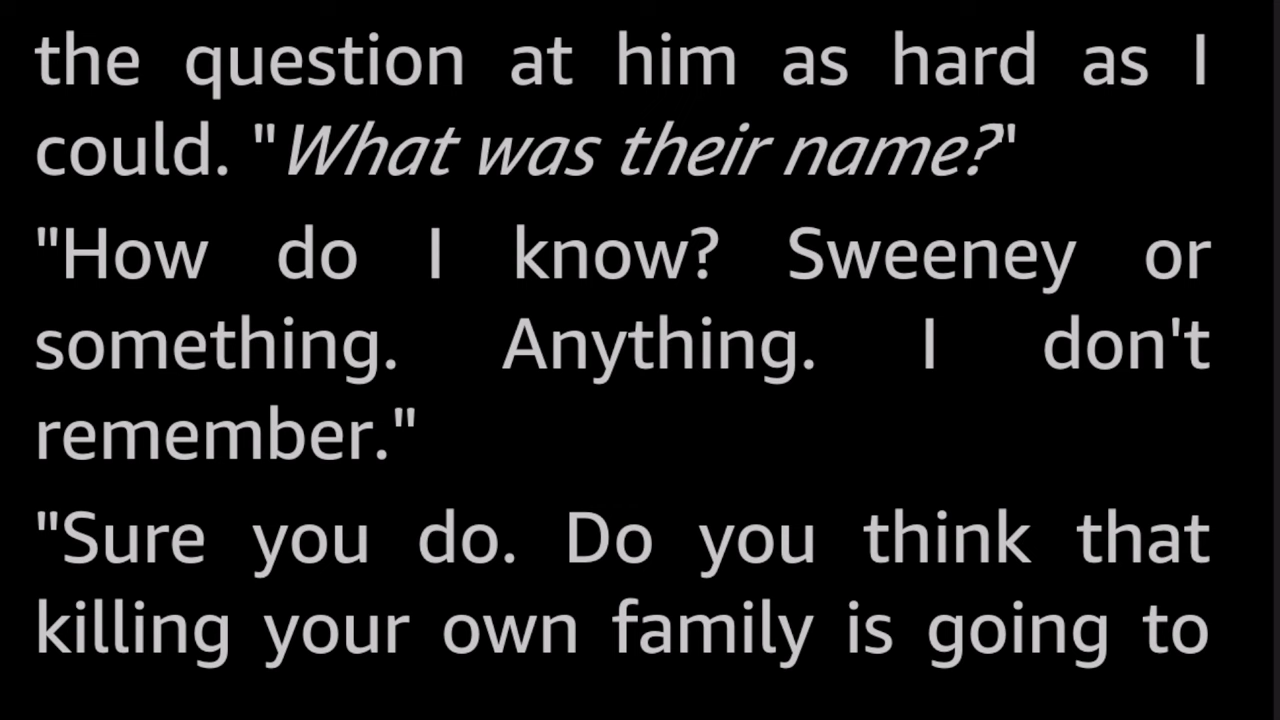 the question at him as hard as I
could. "What was their name?"
"How do I know? Sweeney or
something. Anything. I don't
remember."
"Sure you do. Do you think that
killing your own family is going to